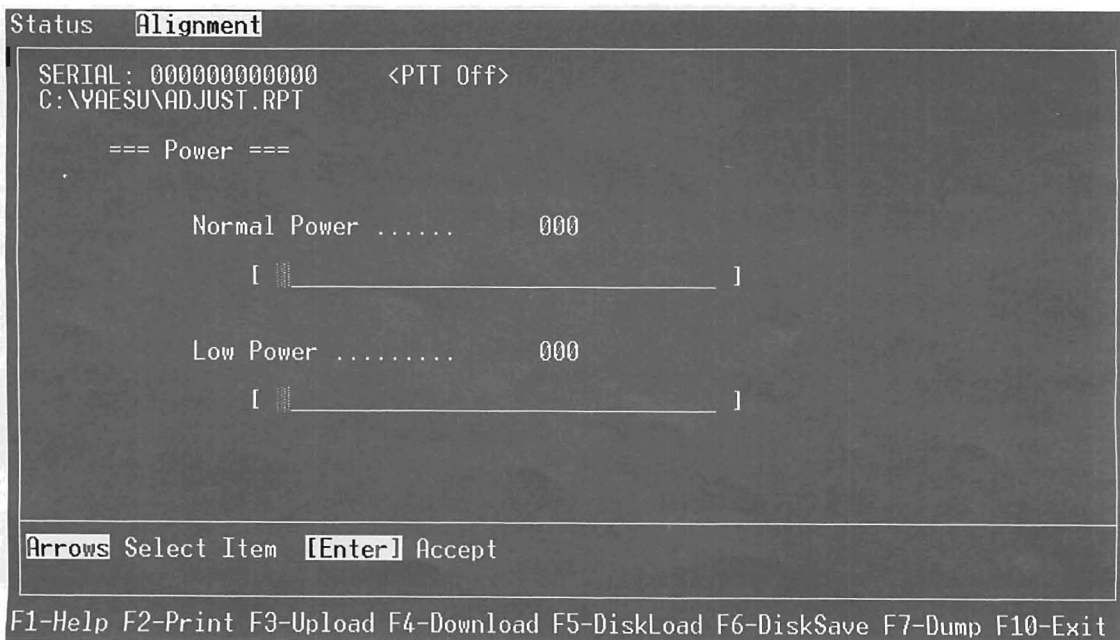 Status Alignment
SERIAL: 000000000000 <PTT Off>
C:\YAESU\ADJUST.RPT
=== Power ===
Normal Power ...... 000
[ ]
Low Power ......... 000
[ ]
Arrows Select Item [Enter] Accept
F1-Help F2-Print F3-Upload F4-Download F5-DiskLoad F6-DiskSave F7-Dump F10-Exit